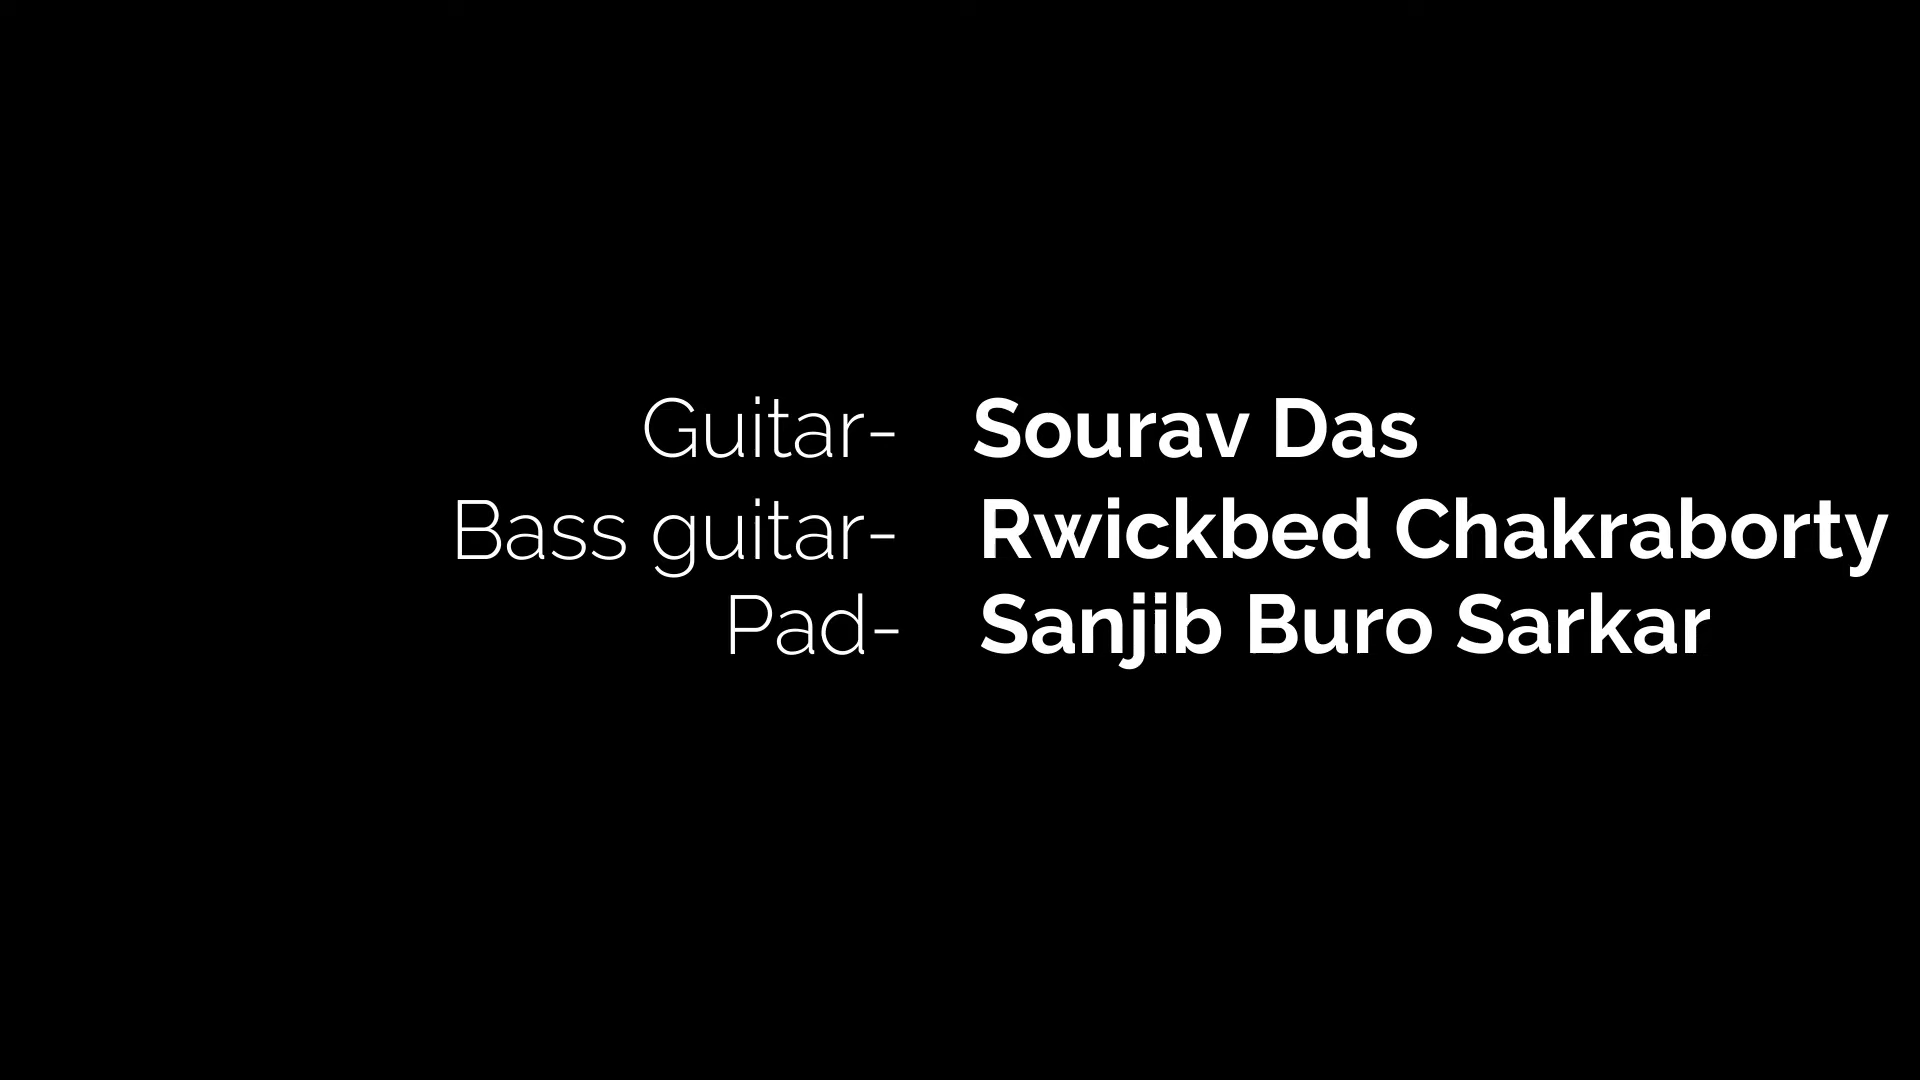 Guitar- Sourav Das
Bass guitar- Rwickbed Chakraborty
Pad- Sanjib Buro Sarkar